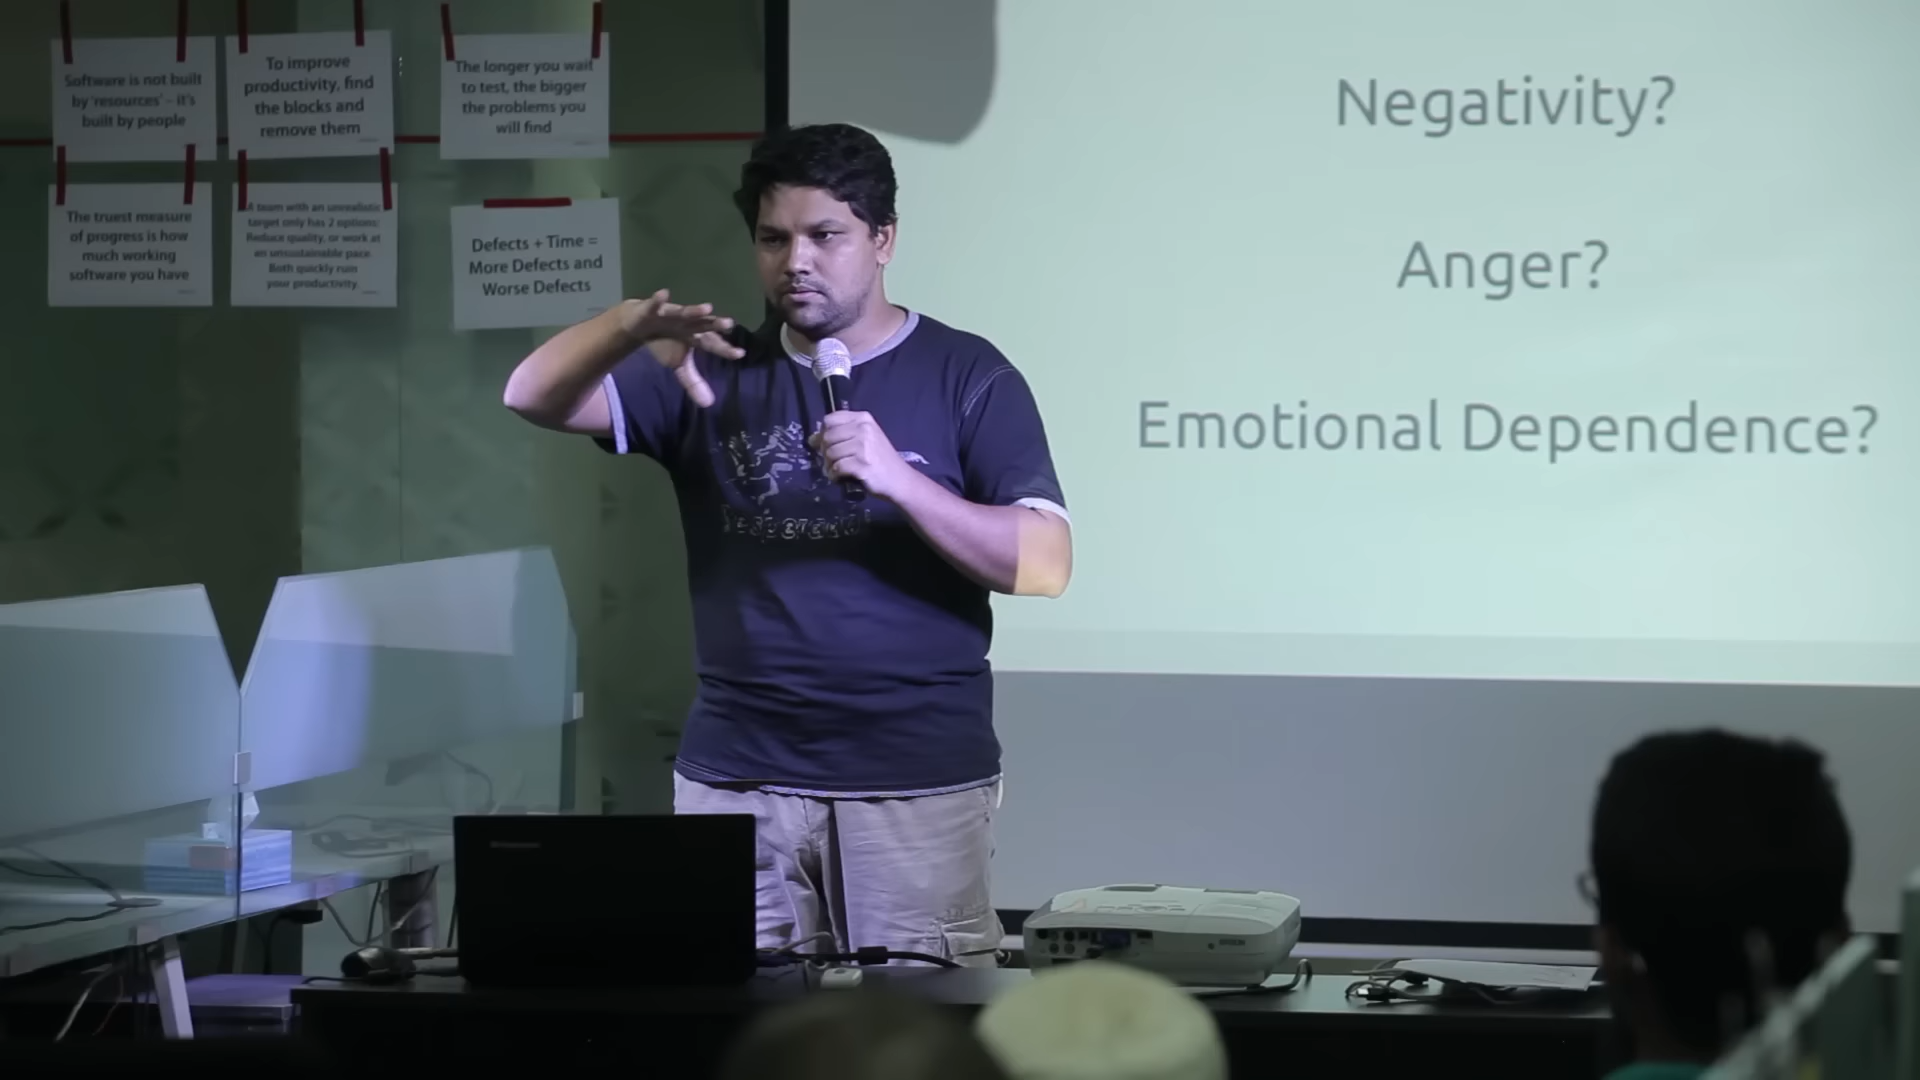 Software is not built
by 'resources' - it's
built by people
To improve
productivity, find
the blocks and
remove them
The longer you wait
to test, the bigger
the problems you
will find
The truest measure
of progress is how
much working
software you have
A team with an unrealistic
target only has 2 options:
Reduce quality, or work at
an unsustainable pace
Both quickly ruin
your productivity.
Defects + Time =
More Defects and
Worse Defects
Negativity?
Anger?
Emotional Dependence?
EPSON